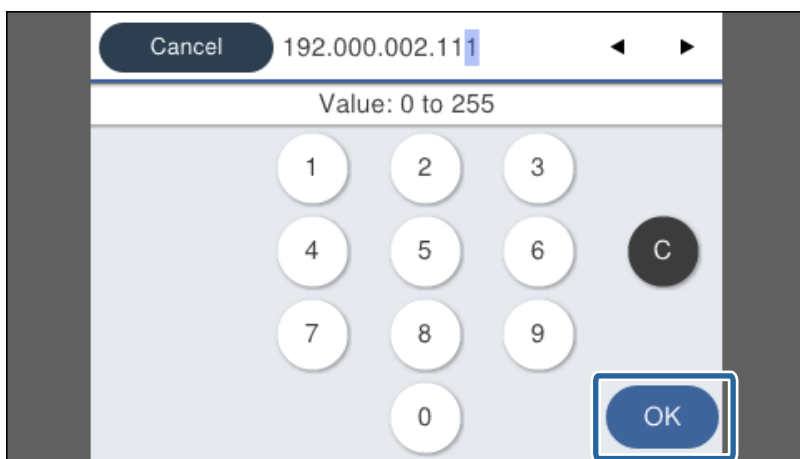 Cancel 192.000.002.111 ◀ ▶
Value: 0 to 255
1 2 3
4 5 6 C
7 8 9
0 OK